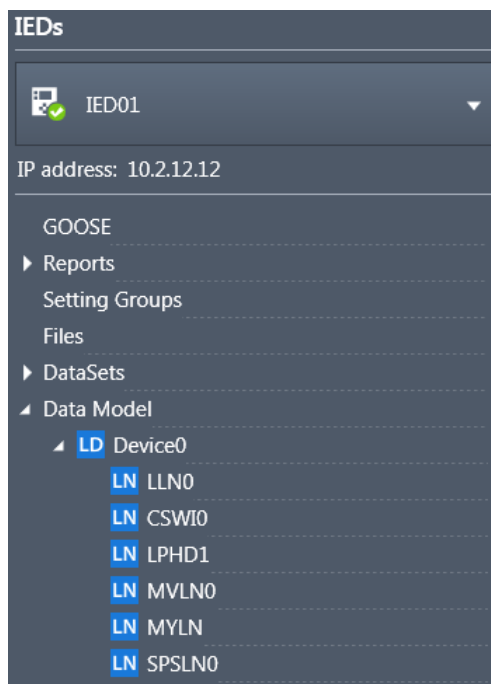 IEDs
IED01
IP address: 10.2.12.12
GOOSE
Reports
Setting Groups
Files
DataSets
Data Model
LD Device0
LN LLN0
LN CSWI0
LN LPHD1
LN MVLN0
LN MYLN
LN SPSLN0